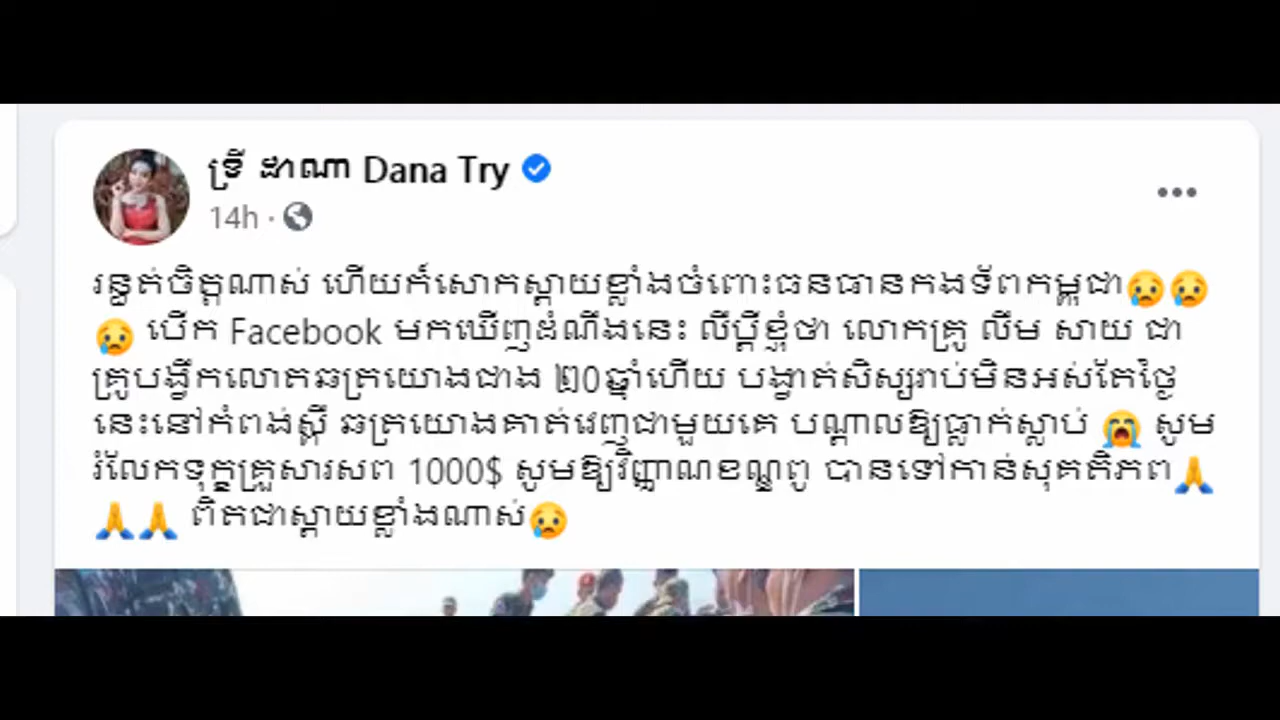 ទ្រី ដាណា Dana Try
14h ·
រន្ធត់ចិត្តណាស់ ហើយក៏សោកស្តាយខ្លាំងចំពោះធនធានកងទ័ពកម្ពុជា😢😢
😢 បើក Facebook មកឃើញដំណឹងនេះ លឺប្តីខ្ញុំថា លោកគ្រូ លឹម សាយ ជា
គ្រូបង្វឹកលោតឆត្រយោងជាង ២០ឆ្នាំហើយ បង្ហាត់សិស្សរាប់មិនអស់តែថ្ងៃ
នេះនៅកំពង់ស្ពឺ ឆត្រយោងគាត់វេញជាមួយគេ បណ្តាលឱ្យធ្លាក់ស្លាប់ 😭 សូម
រំលែកទុក្ខគ្រួសារសព 1000$ សូមឱ្យវិញ្ញាណខណ្ឌពូ បានទៅកាន់សុគតិភព🙏
🙏🙏 ពិតជាស្តាយខ្លាំងណាស់😢